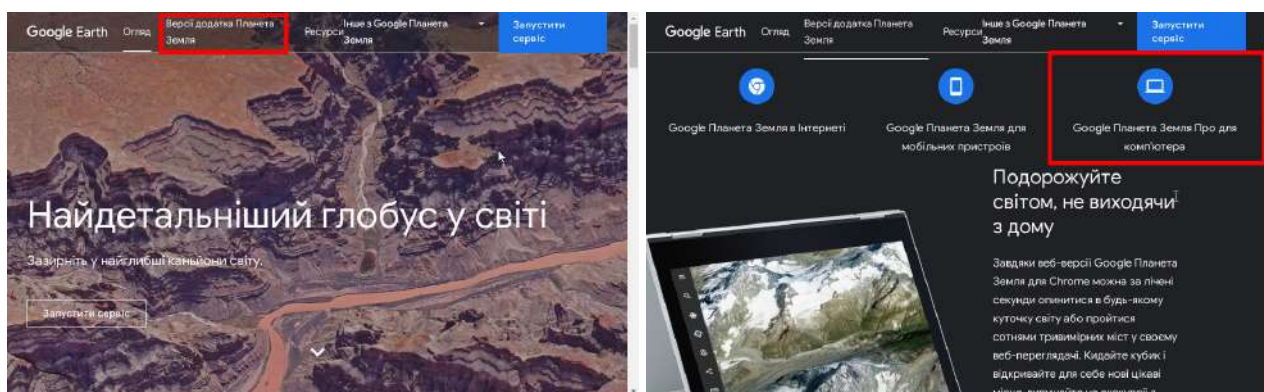 Google Earth
Огляд
Версії додатка Планета
Земля
Ресурси
Інше з Google Планета
Земля
Запустити
сервіс
Найдетальніший глобус у світі
Зазирніть у найглибші каньйони світу.
Запустити сервіс
Google Earth
Огляд
Версії додатка Планета
Земля
Ресурси
Інше з Google Планета
Земля
Запустити
сервіс
Google Планета Земля в Інтернеті
Google Планета Земля для
мобільних пристроїв
Google Планета Земля Про для
комп'ютера
Подорожуйте
світом, не виходячи
з дому
Завдяки веб-версії Google Планета
Земля для Chrome можна за лічені
секунди опинитися в будь-якому
куточку світу або пройтися
сотнями тривимірних міст у своєму
веб-переглядачі. Кидайте кубик і
відкривайте для себе нові цікаві